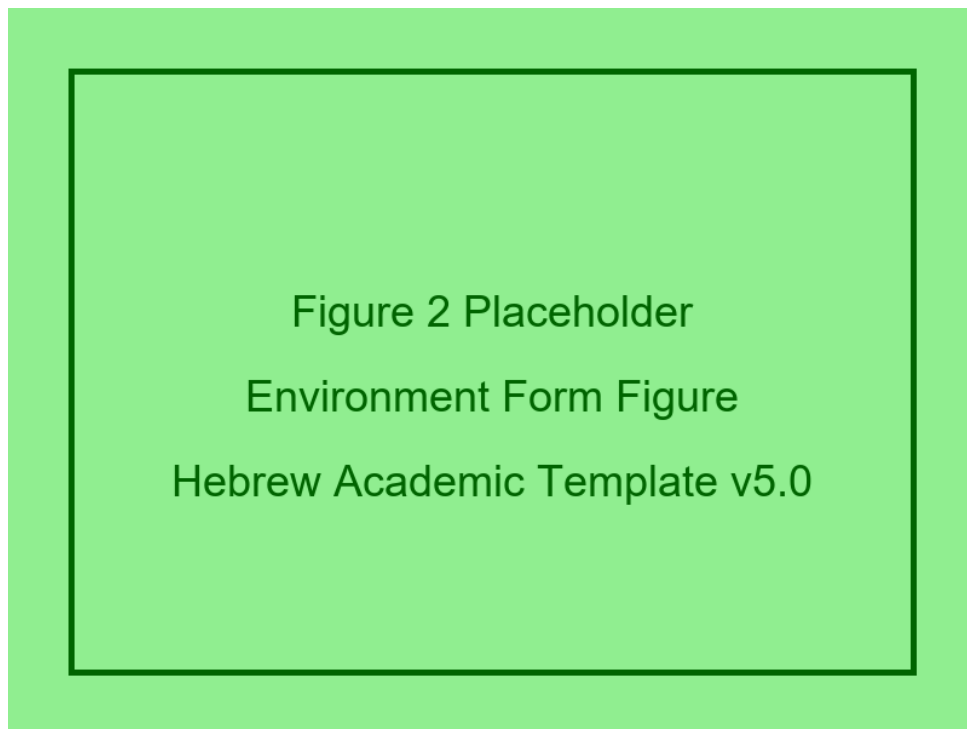 Figure 2 Placeholder
Environment Form Figure
Hebrew Academic Template v5.0